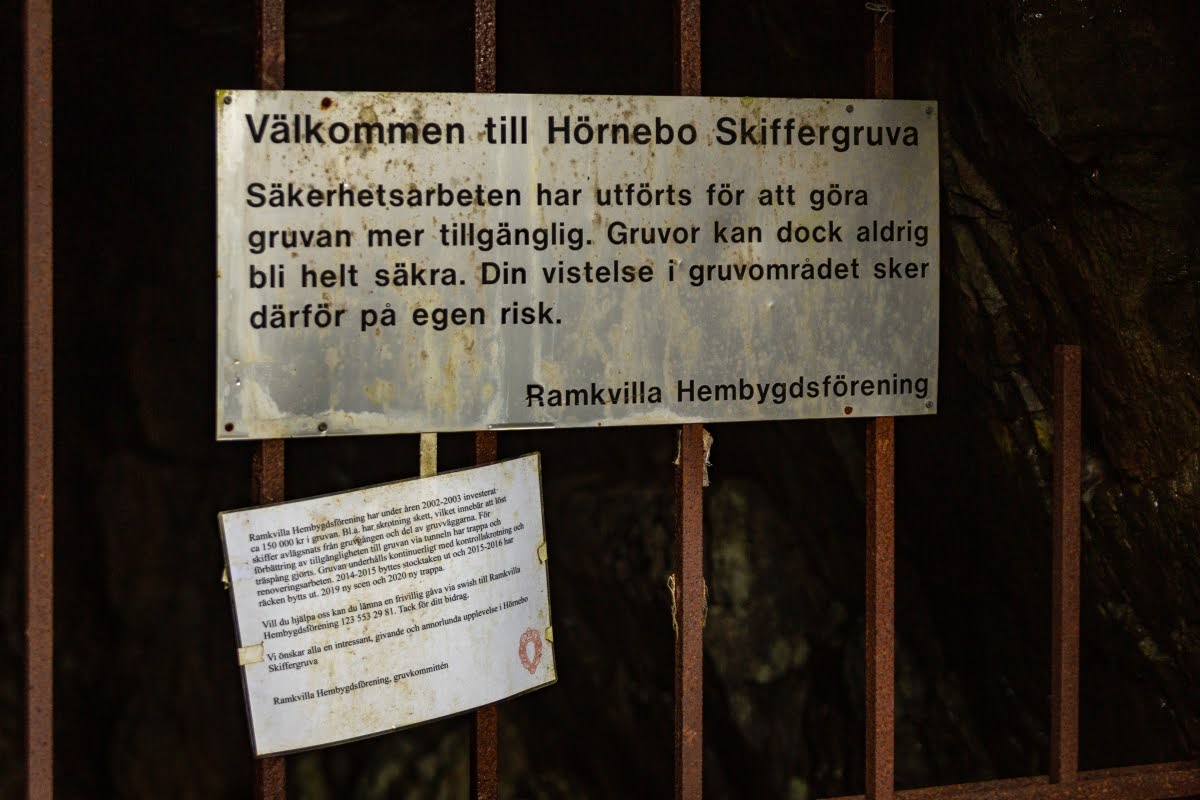 Välkommen till Hörnebo Skiffergruva
Säkerhetsarbeten har utförts för att göra
gruvan mer tillgänglig. Gruvor kan dock aldrig
bli helt säkra. Din vistelse i gruvområdet sker
därför på egen risk.
Ramkvilla Hembygdsförening
Ramkvilla Hembygdsförening har under åren 2002-2003 investerat
ca 150 000 kr i gruvan. Bl.a. har skrotning skett, vilket innebär att löst
skiffer avlägsnats från gruvgången och del av gruvväggarna. För
förbättring av tillgängligheten till gruvan via tunneln har trappa och
träspång gjorts. Gruvan underhålls kontinuerligt med kontrollskrotning och
renoveringsarbeten. 2014-2015 byttes stocktaken ut och 2015-2016 har
räcken bytts ut. 2019 ny scen och 2020 ny trappa.
Vill du hjälpa oss kan du lämna en frivillig gåva via swish till Ramkvilla
Hembygdsförening 123 553 29 81. Tack för ditt bidrag.
Vi önskar alla en intressant, givande och annorlunda upplevelse i Hörnebo
Skiffergruva
Ramkvilla Hembygdsförening, gruvkommittén